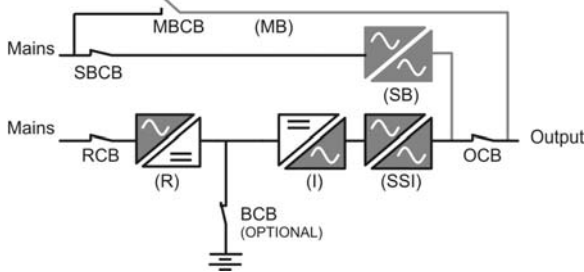 MBCB
(MB)
Mains
SBCB
(SB)
Mains
Output
RCB
OCB
(R)
(I)
(SSI)
BCB
(OPTIONAL)